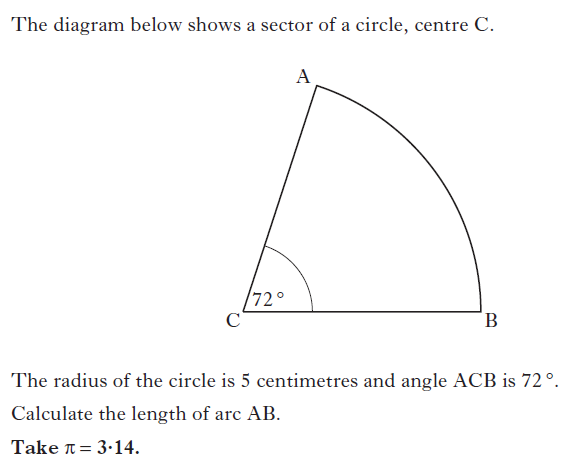 The diagram below shows a sector of a circle, centre C.
A
72°
C
B
The radius of the circle is 5 centimetres and angle ACB is 72°.
Calculate the length of arc AB.
Take π = 3·14.